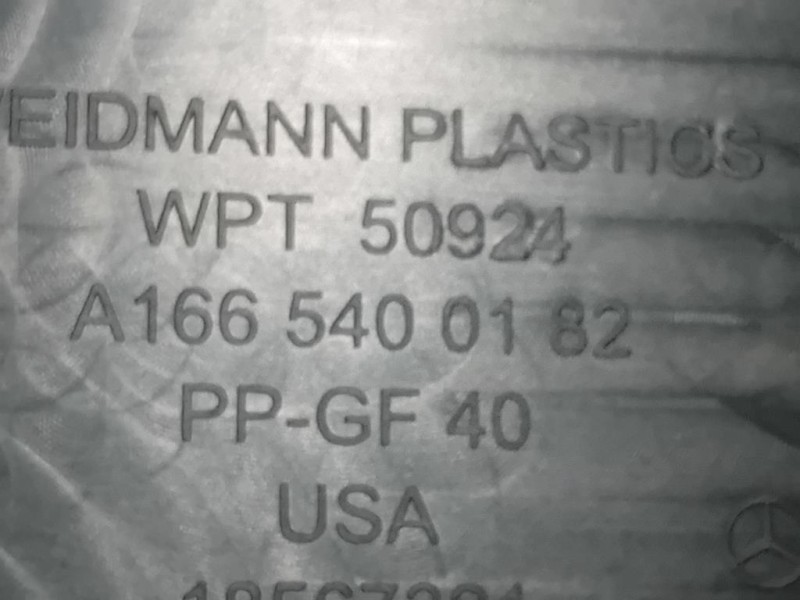 EIDMANN PLASTICS
WPT 50924
A166 540 01 82
PP-GF 40
USA